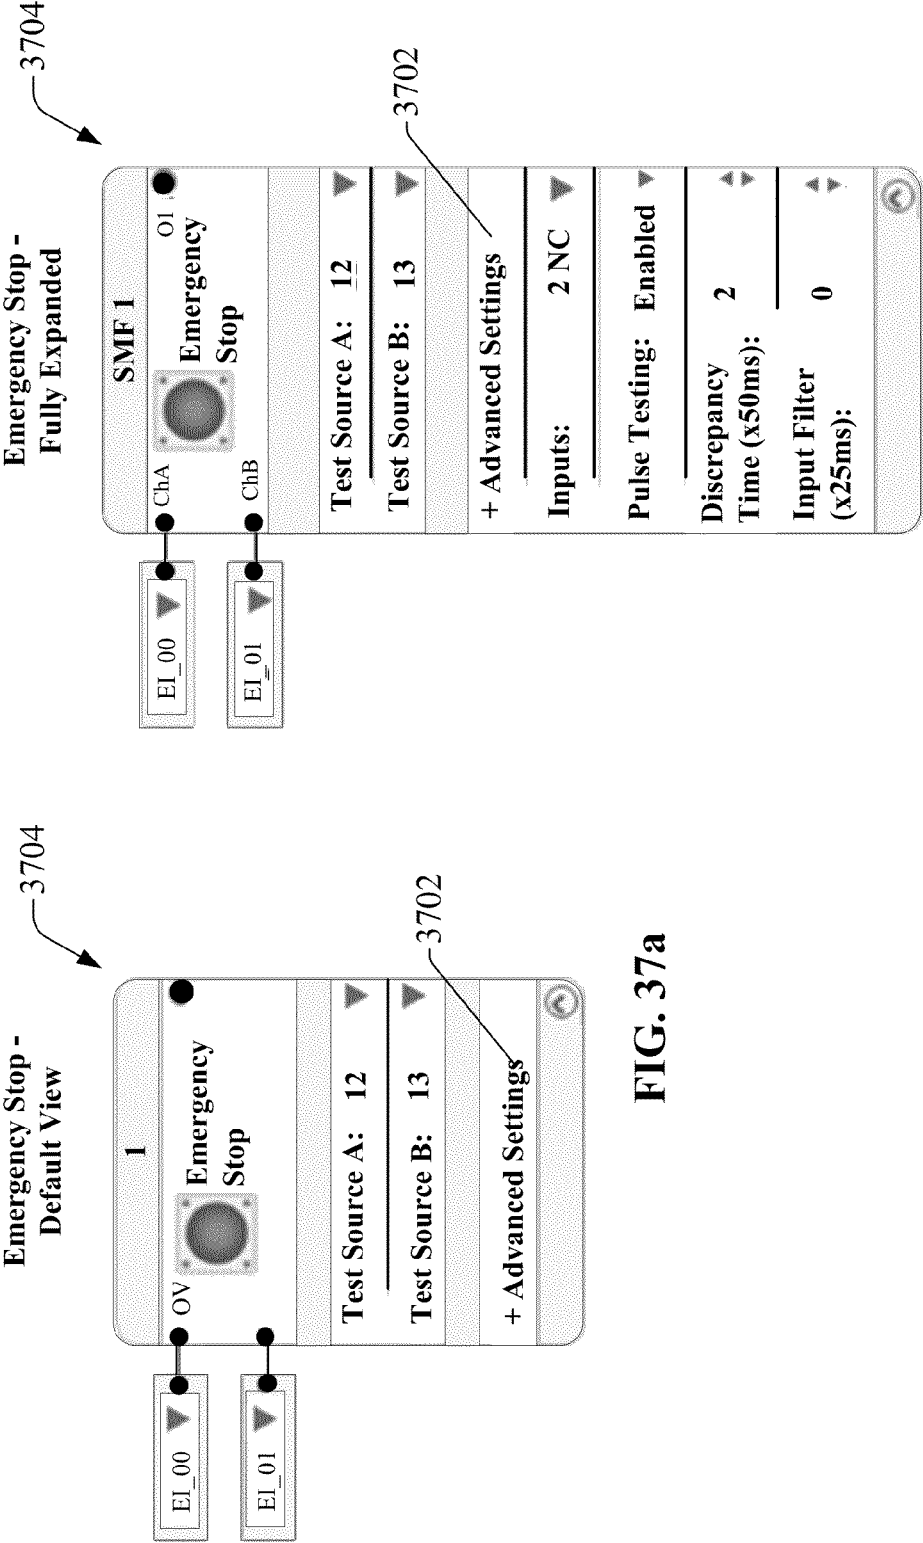 Emergency Stop -
Default View
3704
1
OV
Emergency
Stop
EI_00
EI_01
Test Source A: 12
Test Source B: 13
+ Advanced Settings
3702
Emergency Stop -
Fully Expanded
3704
SMF 1
ChA
O1
Emergency
Stop
ChB
EI_00
EI_01
Test Source A: 12
Test Source B: 13
+ Advanced Settings
3702
Inputs: 2 NC
Pulse Testing: Enabled
Discrepancy
Time (x50ms): 2
Input Filter
(x25ms): 0
FIG. 37a